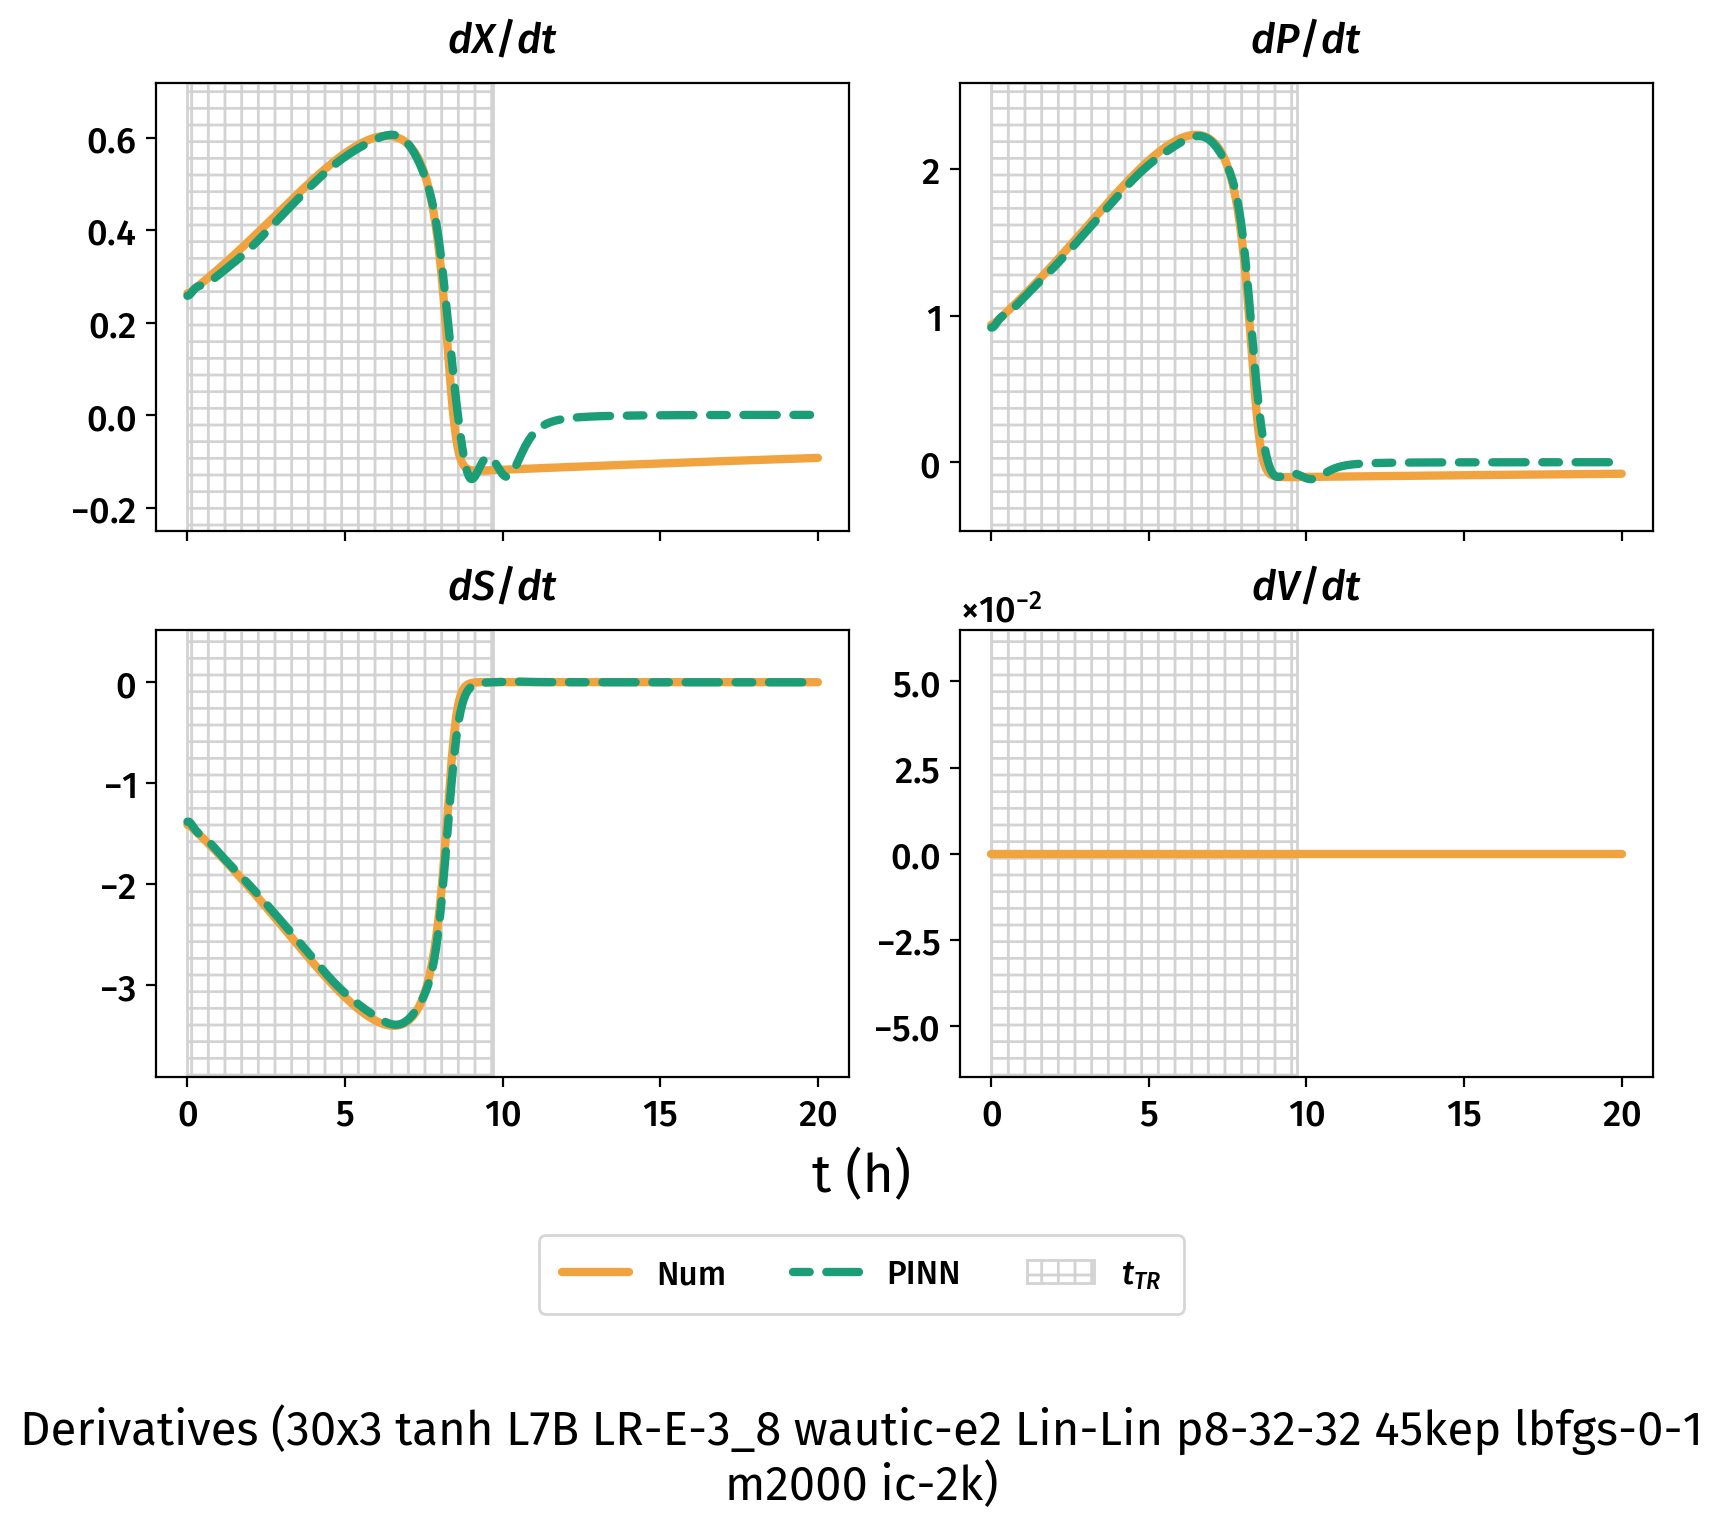 dX/dt
dP/dt
0.6
0.4
0.2
0.0
−0.2
2
1
0
dS/dt
dV/dt
×10⁻²
0
−1
−2
−3
5.0
2.5
0.0
−2.5
−5.0
0 5 10 15 20
0 5 10 15 20
t (h)
Num PINN t_TR
Derivatives (30x3 tanh L7B LR-E-3_8 wautic-e2 Lin-Lin p8-32-32 45kep lbfgs-0-1
m2000 ic-2k)